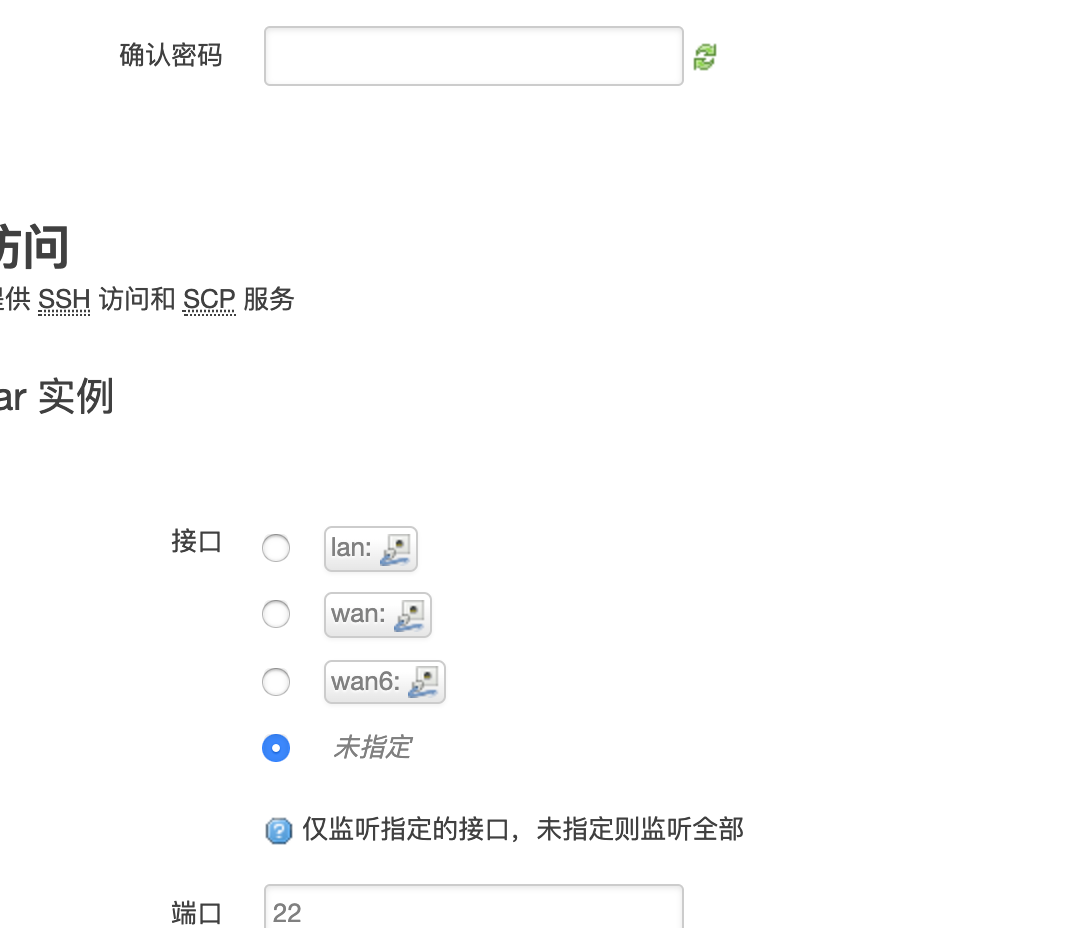 确认密码
访问
提供 SSH 访问和 SCP 服务
ar 实例
接口
lan:
wan:
wan6:
未指定
仅监听指定的接口，未指定则监听全部
端口
22